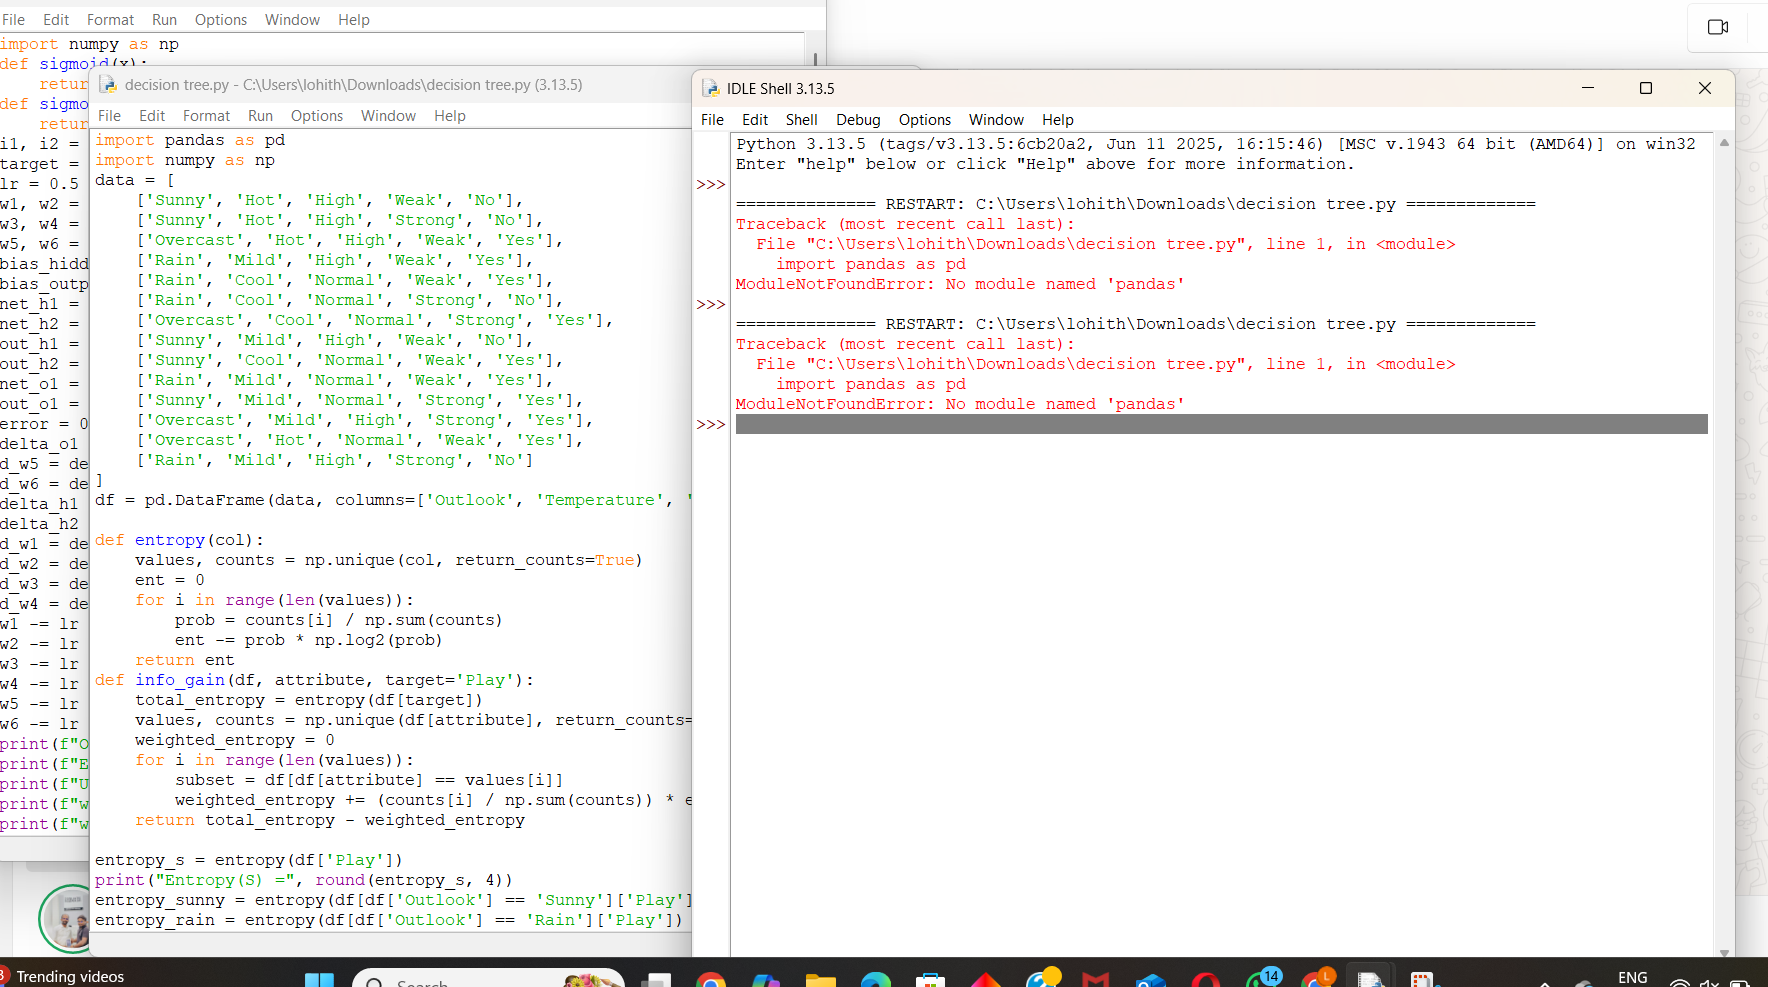 File Edit Format Run Options Window Help
import numpy as np
def sigmoid(x):
retur
def sigmo
retur
i1, i2 =
target =
lr = 0.5
w1, w2 =
w3, w4 =
w5, w6 =
bias_hidd
bias_outp
net_h1 =
net_h2 =
out_h1 =
out_h2 =
net_o1 =
out_o1 =
error = 0
delta_o1
d_w5 = de
d_w6 = de
delta_h1
delta_h2
d_w1 = de
d_w2 = de
d_w3 = de
d_w4 = de
w1 -= lr
w2 -= lr
w3 -= lr
w4 -= lr
w5 -= lr
w6 -= lr
print(f"O
print(f"E
print(f"U
print(f"w
print(f"w
decision tree.py - C:\Users\lohith\Downloads\decision tree.py (3.13.5)
File Edit Format Run Options Window Help
import pandas as pd
import numpy as np
data = [
['Sunny', 'Hot', 'High', 'Weak', 'No'],
['Sunny', 'Hot', 'High', 'Strong', 'No'],
['Overcast', 'Hot', 'High', 'Weak', 'Yes'],
['Rain', 'Mild', 'High', 'Weak', 'Yes'],
['Rain', 'Cool', 'Normal', 'Weak', 'Yes'],
['Rain', 'Cool', 'Normal', 'Strong', 'No'],
['Overcast', 'Cool', 'Normal', 'Strong', 'Yes'],
['Sunny', 'Mild', 'High', 'Weak', 'No'],
['Sunny', 'Cool', 'Normal', 'Weak', 'Yes'],
['Rain', 'Mild', 'Normal', 'Weak', 'Yes'],
['Sunny', 'Mild', 'Normal', 'Strong', 'Yes'],
['Overcast', 'Mild', 'High', 'Strong', 'Yes'],
['Overcast', 'Hot', 'Normal', 'Weak', 'Yes'],
['Rain', 'Mild', 'High', 'Strong', 'No']
]
df = pd.DataFrame(data, columns=['Outlook', 'Temperature', '
def entropy(col):
values, counts = np.unique(col, return_counts=True)
ent = 0
for i in range(len(values)):
prob = counts[i] / np.sum(counts)
ent -= prob * np.log2(prob)
return ent
def info_gain(df, attribute, target='Play'):
total_entropy = entropy(df[target])
values, counts = np.unique(df[attribute], return_counts=
weighted_entropy = 0
for i in range(len(values)):
subset = df[df[attribute] == values[i]]
weighted_entropy += (counts[i] / np.sum(counts)) * e
return total_entropy - weighted_entropy
entropy_s = entropy(df['Play'])
print("Entropy(S) =", round(entropy_s, 4))
entropy_sunny = entropy(df[df['Outlook'] == 'Sunny']['Play']
entropy_rain = entropy(df[df['Outlook'] == 'Rain']['Play'])
IDLE Shell 3.13.5
File Edit Shell Debug Options Window Help
Python 3.13.5 (tags/v3.13.5:6cb20a2, Jun 11 2025, 16:15:46) [MSC v.1943 64 bit (AMD64)] on win32
Enter "help" below or click "Help" above for more information.
>>>
============== RESTART: C:\Users\lohith\Downloads\decision tree.py =============
Traceback (most recent call last):
File "C:\Users\lohith\Downloads\decision tree.py", line 1, in <module>
import pandas as pd
ModuleNotFoundError: No module named 'pandas'
>>>
============== RESTART: C:\Users\lohith\Downloads\decision tree.py =============
Traceback (most recent call last):
File "C:\Users\lohith\Downloads\decision tree.py", line 1, in <module>
import pandas as pd
ModuleNotFoundError: No module named 'pandas'
>>>
Trending videos
Search
14
L
ENG